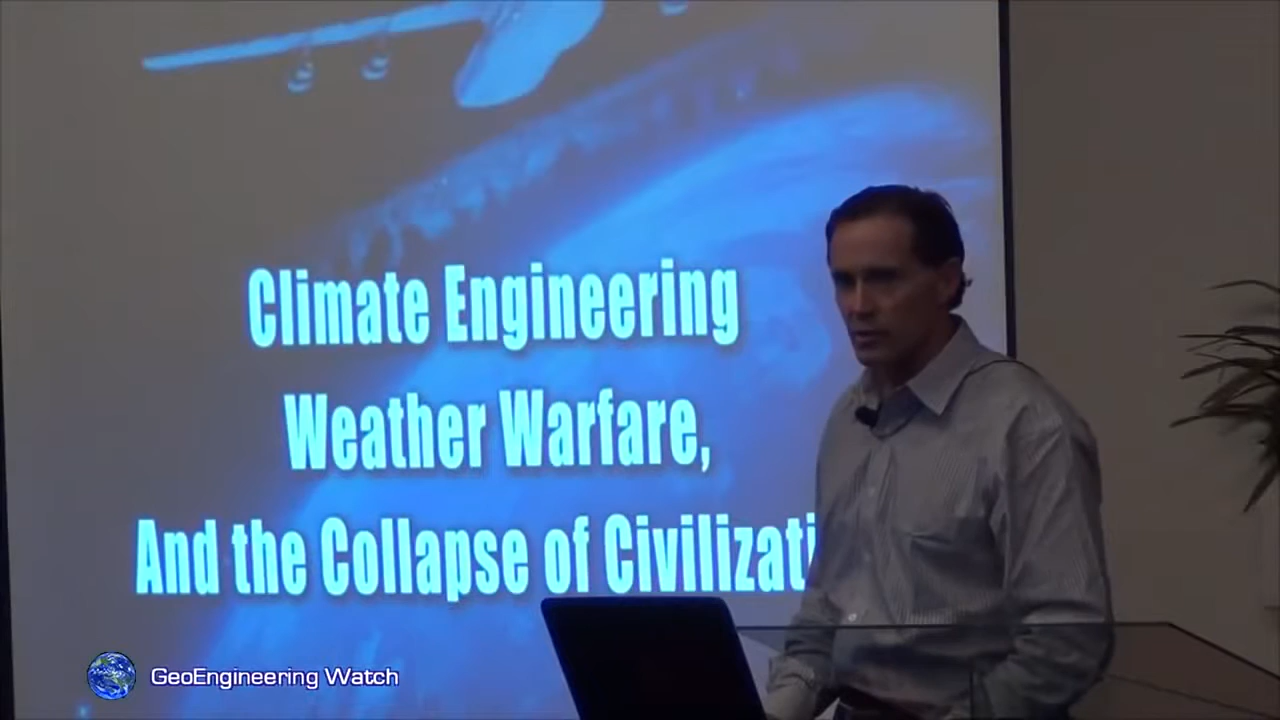 Climate Engineering
Weather Warfare,
And the Collapse of Civilizati
GeoEngineering Watch